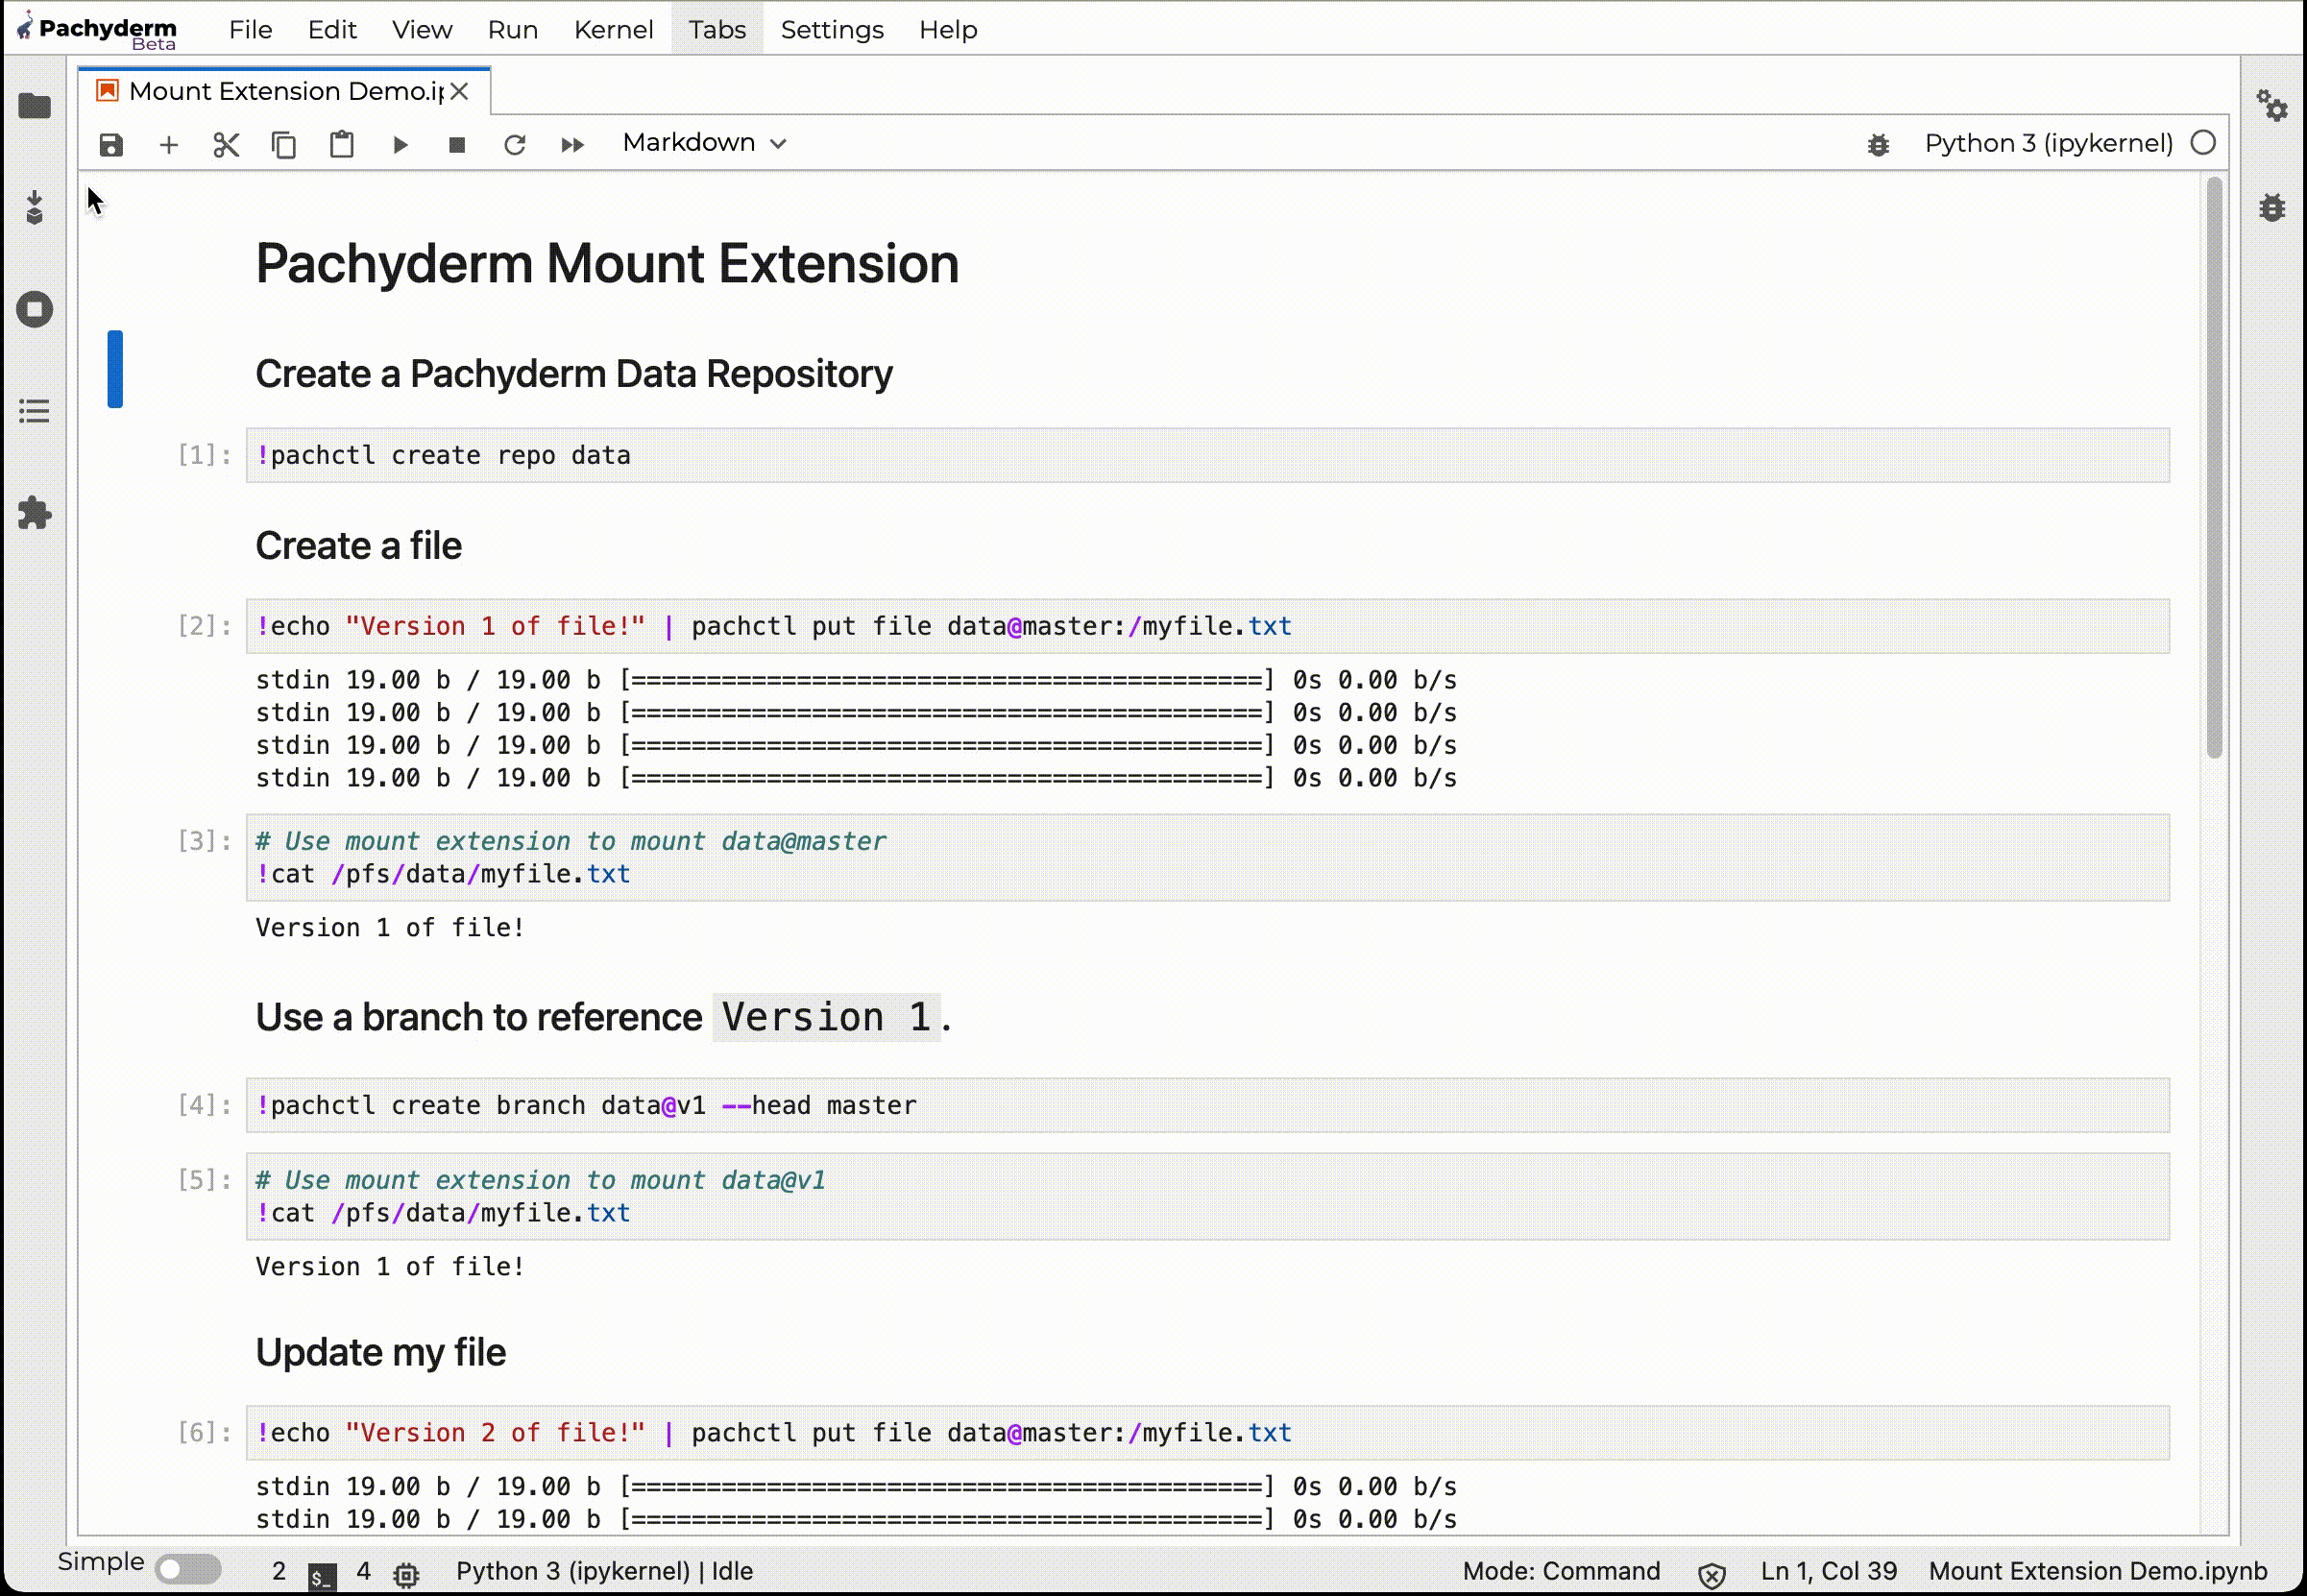 Pachyderm
Beta
File Edit View Run Kernel Tabs Settings Help
Mount Extension Demo.ip
Markdown
Python 3 (ipykernel)
Pachyderm Mount Extension
Create a Pachyderm Data Repository
[1]: !pachctl create repo data
Create a file
[2]: !echo "Version 1 of file!" | pachctl put file data@master:/myfile.txt
stdin 19.00 b / 19.00 b [==========================================] 0s 0.00 b/s
stdin 19.00 b / 19.00 b [==========================================] 0s 0.00 b/s
stdin 19.00 b / 19.00 b [==========================================] 0s 0.00 b/s
stdin 19.00 b / 19.00 b [==========================================] 0s 0.00 b/s
[3]: # Use mount extension to mount data@master
!cat /pfs/data/myfile.txt
Version 1 of file!
Use a branch to reference Version 1.
[4]: !pachctl create branch data@v1 --head master
[5]: # Use mount extension to mount data@v1
!cat /pfs/data/myfile.txt
Version 1 of file!
Update my file
[6]: !echo "Version 2 of file!" | pachctl put file data@master:/myfile.txt
stdin 19.00 b / 19.00 b [==========================================] 0s 0.00 b/s
stdin 19.00 b / 19.00 b [==========================================] 0s 0.00 b/s
Simple 2 $_ 4 Python 3 (ipykernel) | Idle Mode: Command Ln 1, Col 39 Mount Extension Demo.ipynb